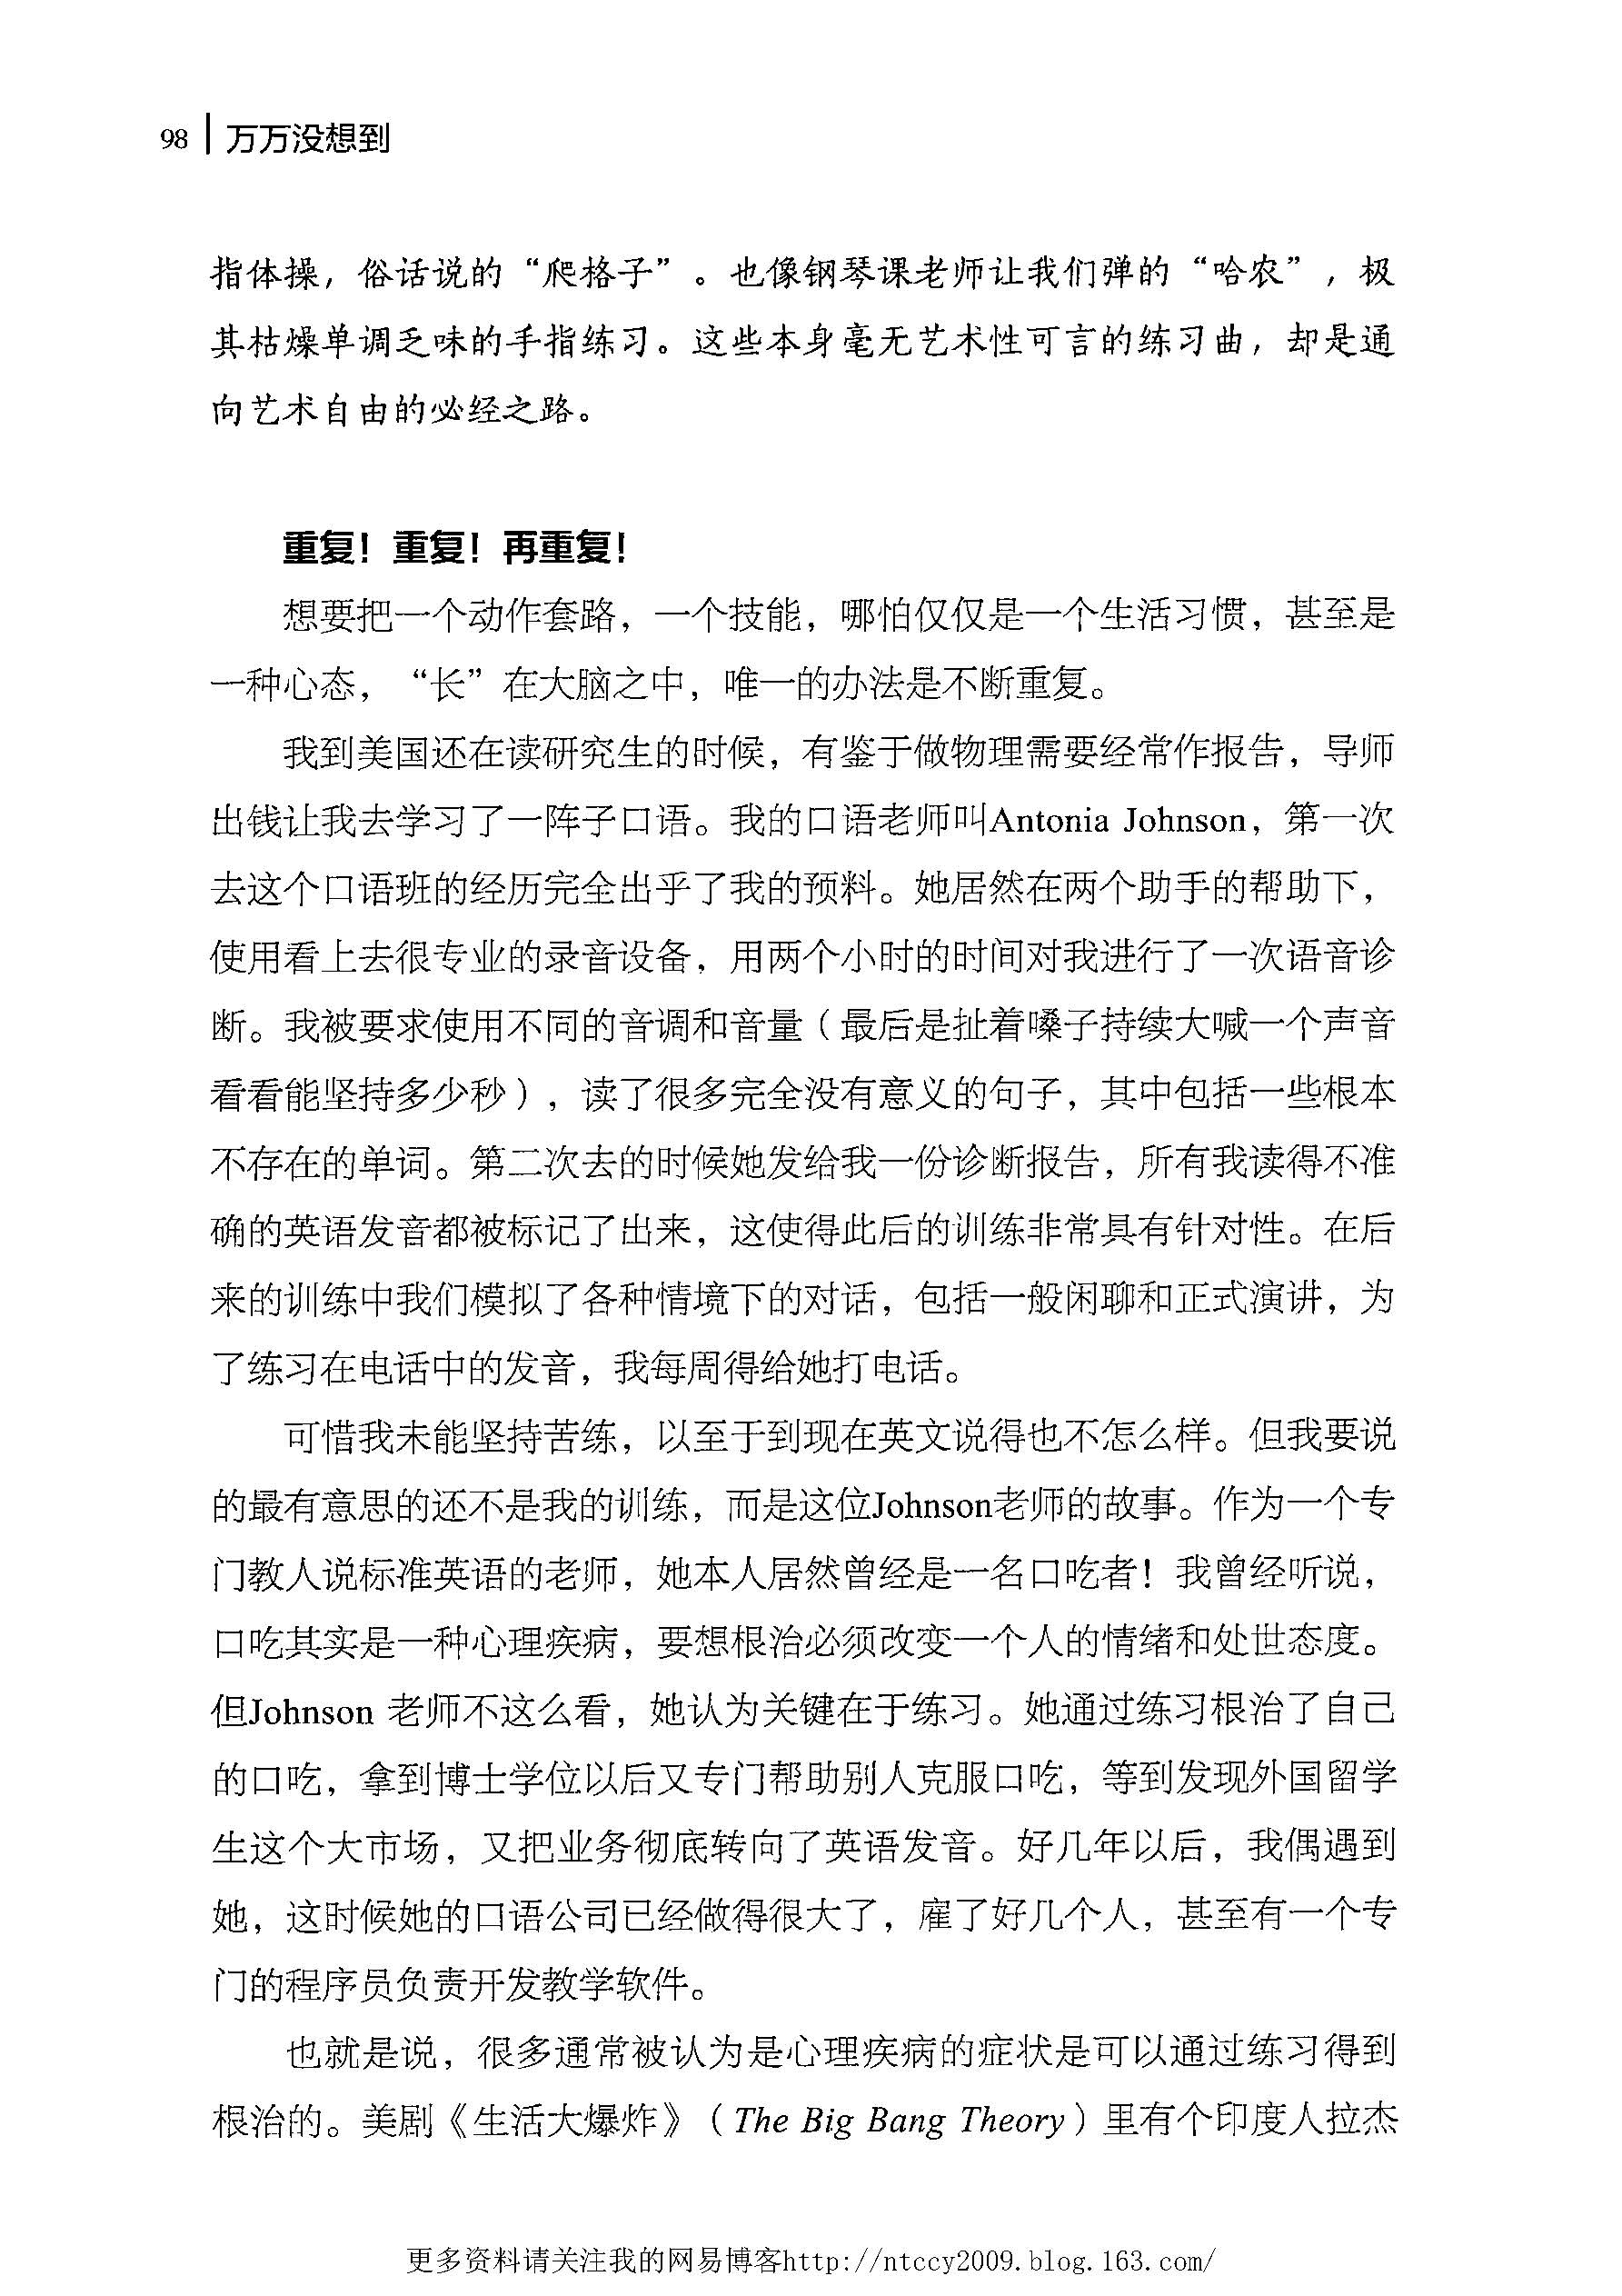 98 万万没想到
指体操，俗话说的“爬格子”。也像钢琴课老师让我们弹的“哈农”，极
其枯燥单调乏味的手指练习。这些本身毫无艺术性可言的练习曲，却是通
向艺术自由的必经之路。
重复！重复！再重复！
想要把一个动作套路，一个技能，哪怕仅仅是一个生活习惯，甚至是
一种心态，“长”在大脑之中，唯一的办法是不断重复。
我到美国还在读研究生的时候，有鉴于做物理需要经常作报告，导师
出钱让我去学习了一阵子口语。我的口语老师叫Antonia Johnson，第一次
去这个口语班的经历完全出乎了我的预料。她居然在两个助手的帮助下，
使用看上去很专业的录音设备，用两个小时的时间对我进行了一次语音诊
断。我被要求使用不同的音调和音量（最后是扯着嗓子持续大喊一个声音
看看能坚持多少秒），读了很多完全没有意义的句子，其中包括一些根本
不存在的单词。第二次去的时候她发给我一份诊断报告，所有我读得不准
确的英语发音都被标记了出来，这使得此后的训练非常具有针对性。在后
来的训练中我们模拟了各种情境下的对话，包括一般闲聊和正式演讲，为
了练习在电话中的发音，我每周得给她打电话。
可惜我未能坚持苦练，以至于到现在英文说得也不怎么样。但我要说
的最有意思的还不是我的训练，而是这位Johnson老师的故事。作为一个专
门教人说标准英语的老师，她本人居然曾经是一名口吃者！我曾经听说，
口吃其实是一种心理疾病，要想根治必须改变一个人的情绪和处世态度。
但Johnson 老师不这么看，她认为关键在于练习。她通过练习根治了自己
的口吃，拿到博士学位以后又专门帮助别人克服口吃，等到发现外国留学
生这个大市场，又把业务彻底转向了英语发音。好几年以后，我偶遇到
她，这时候她的口语公司已经做得很大了，雇了好几个人，甚至有一个专
门的程序员负责开发教学软件。
也就是说，很多通常被认为是心理疾病的症状是可以通过练习得到
根治的。美剧《生活大爆炸》（The Big Bang Theory）里有个印度人拉杰
更多资料请关注我的网易博客http://ntccy2009.blog.163.com/